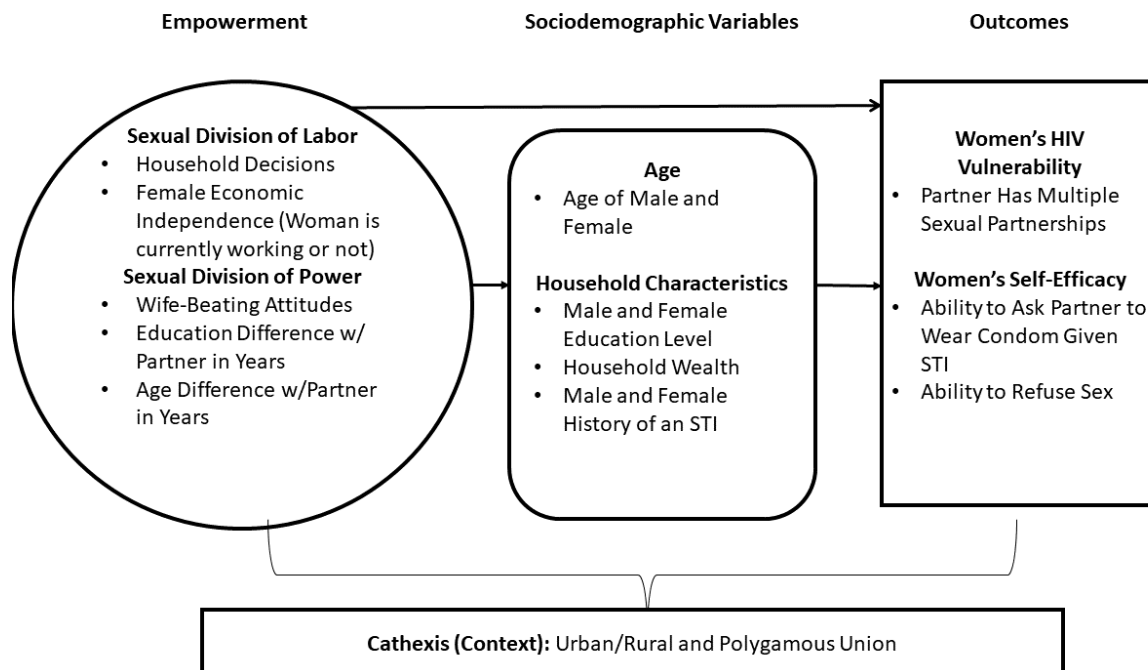 Empowerment
Sociodemographic Variables
Outcomes
Sexual Division of Labor
• Household Decisions
• Female Economic
Independence (Woman is
currently working or not)
Sexual Division of Power
• Wife-Beating Attitudes
• Education Difference w/
Partner in Years
• Age Difference w/Partner
in Years
Age
• Age of Male and
Female
Household Characteristics
• Male and Female
Education Level
• Household Wealth
• Male and Female
History of an STI
Women’s HIV
Vulnerability
• Partner Has Multiple
Sexual Partnerships
Women’s Self-Efficacy
• Ability to Ask Partner to
Wear Condom Given
STI
• Ability to Refuse Sex
Cathexis (Context): Urban/Rural and Polygamous Union